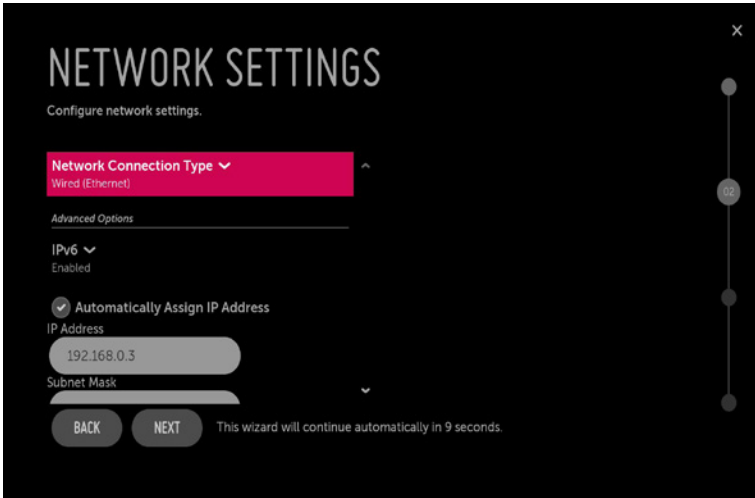 NETWORK SETTINGS
Configure network settings.
Network Connection Type
Wired (Ethernet)
Advanced Options
IPv6
Enabled
Automatically Assign IP Address
IP Address
192.168.0.3
Subnet Mask
BACK
NEXT
This wizard will continue automatically in 9 seconds.
02